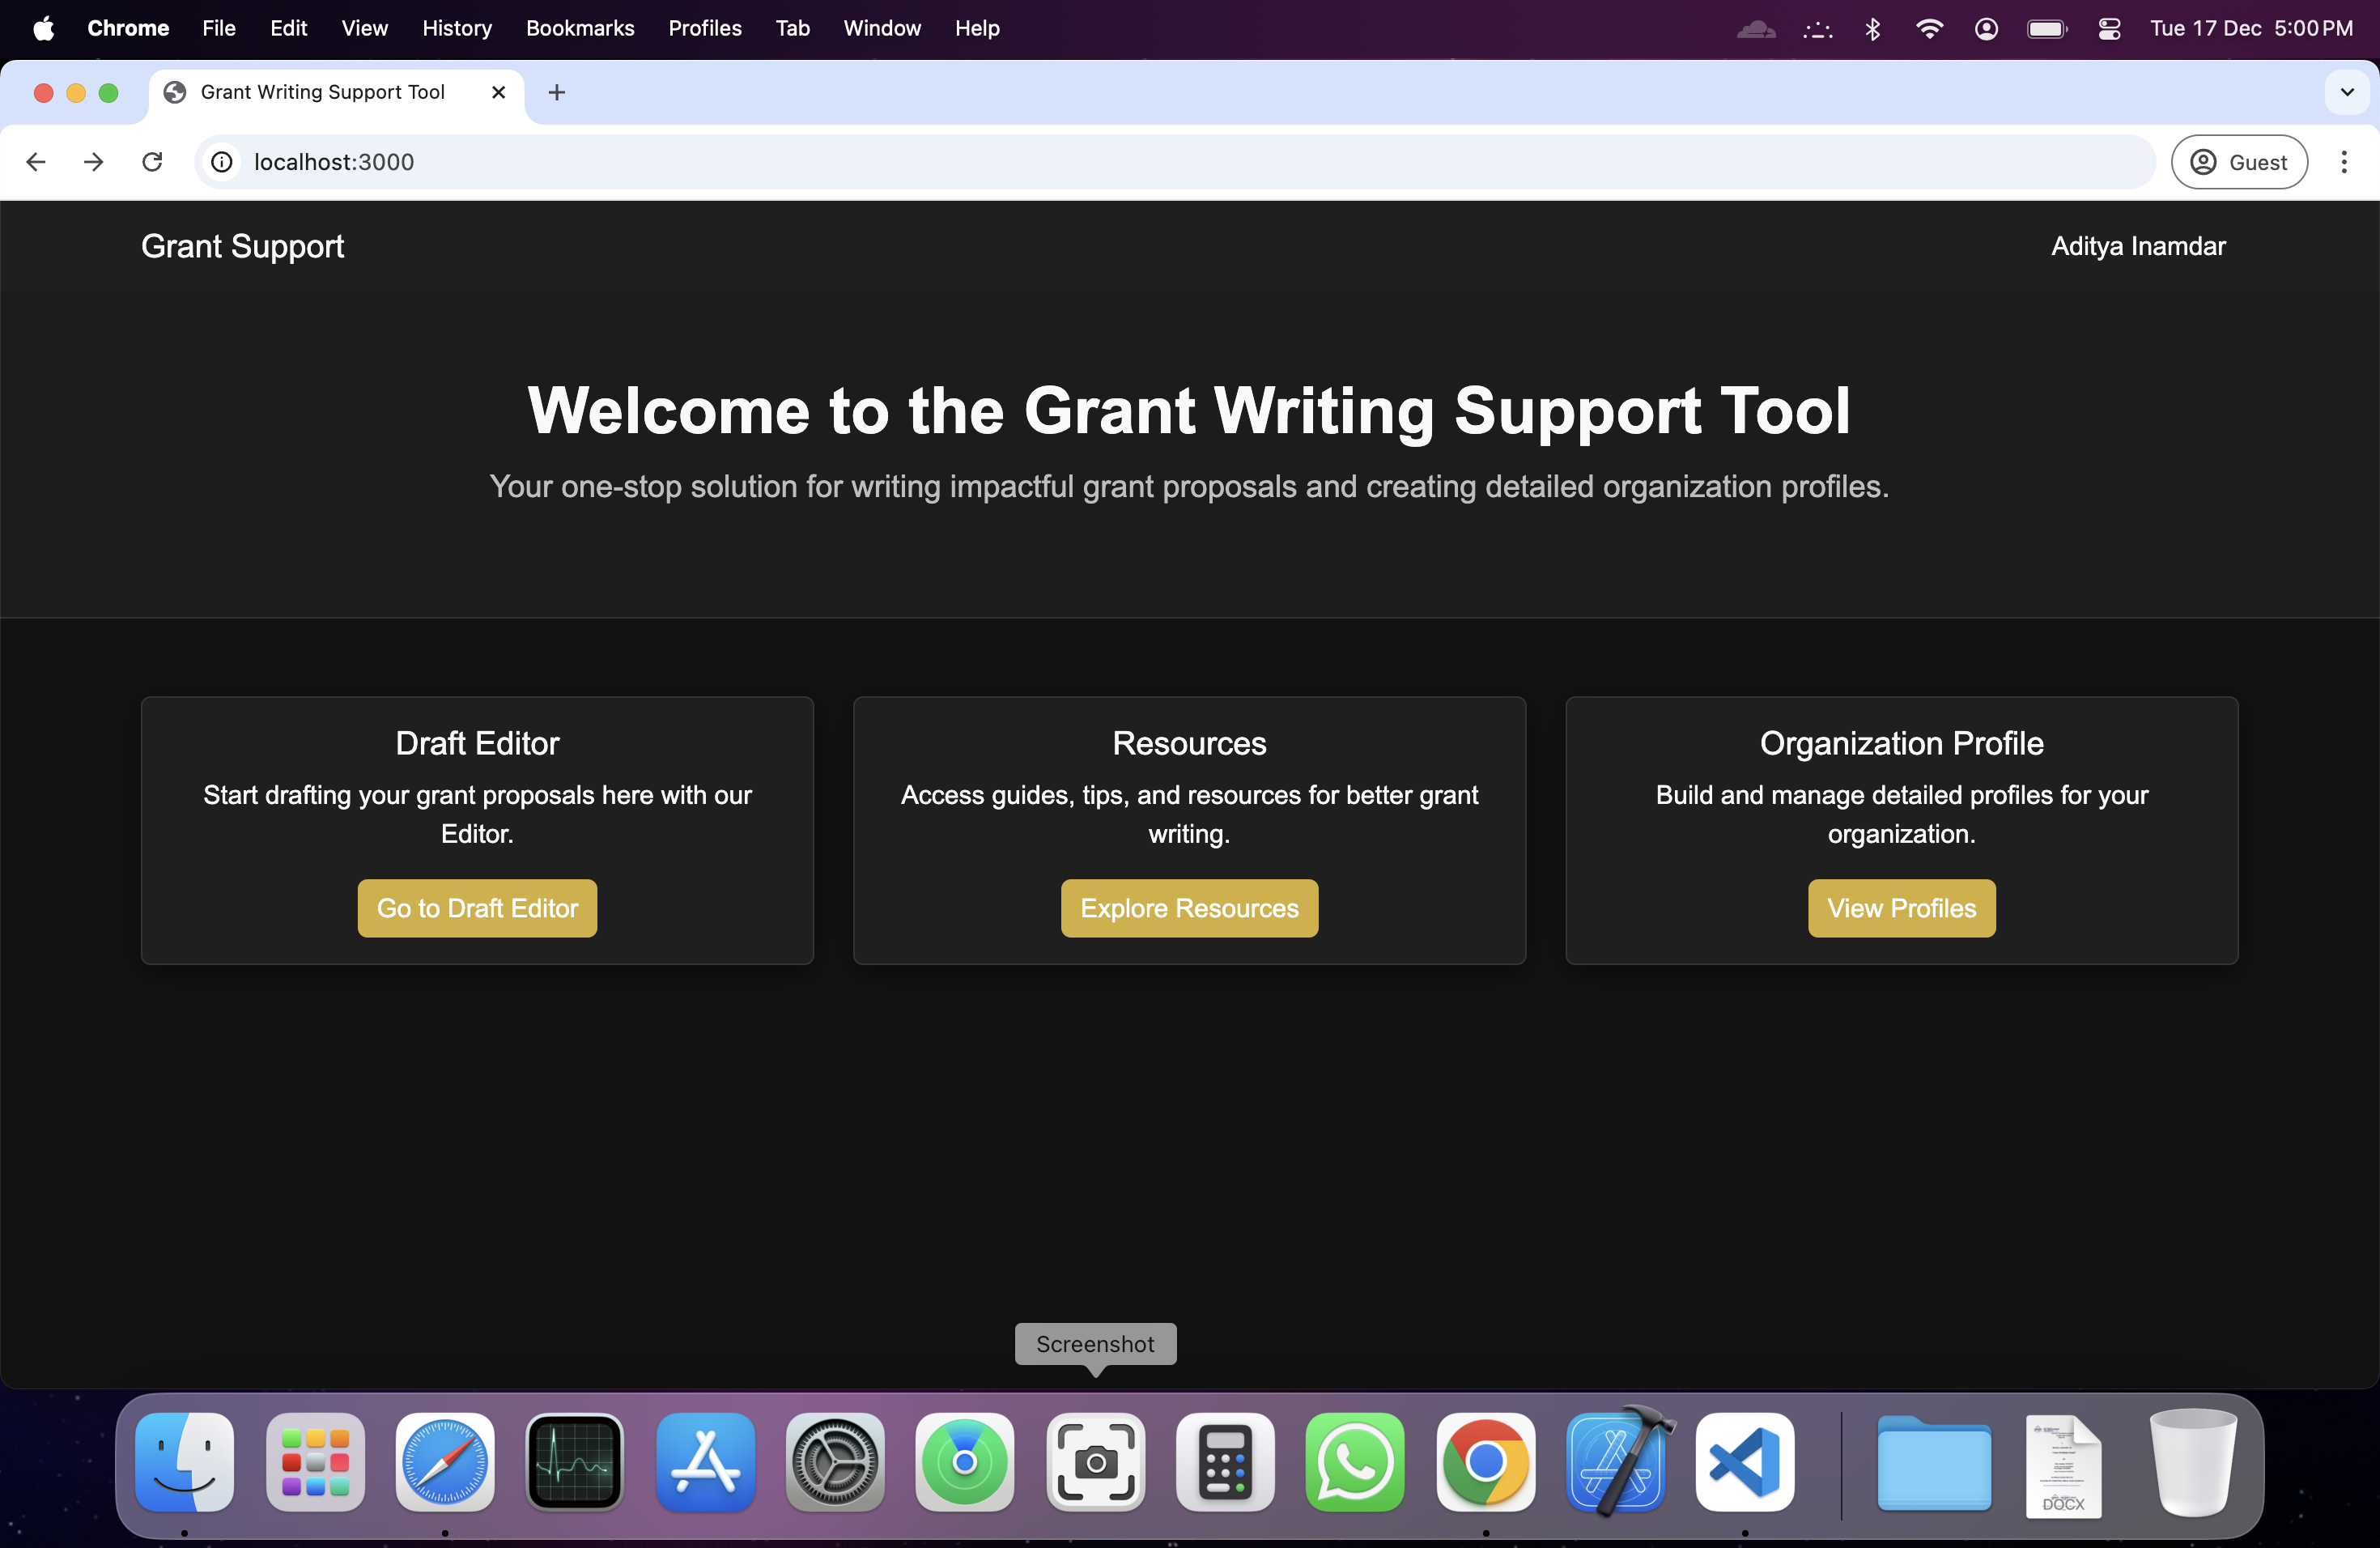 Chrome File Edit View History Bookmarks Profiles Tab Window Help Tue 17 Dec 5:00 PM
Grant Writing Support Tool
localhost:3000 Guest
Grant Support Aditya Inamdar
Welcome to the Grant Writing Support Tool
Your one-stop solution for writing impactful grant proposals and creating detailed organization profiles.
Draft Editor
Start drafting your grant proposals here with our
Editor.
Go to Draft Editor
Resources
Access guides, tips, and resources for better grant
writing.
Explore Resources
Organization Profile
Build and manage detailed profiles for your
organization.
View Profiles
Screenshot
DOCX